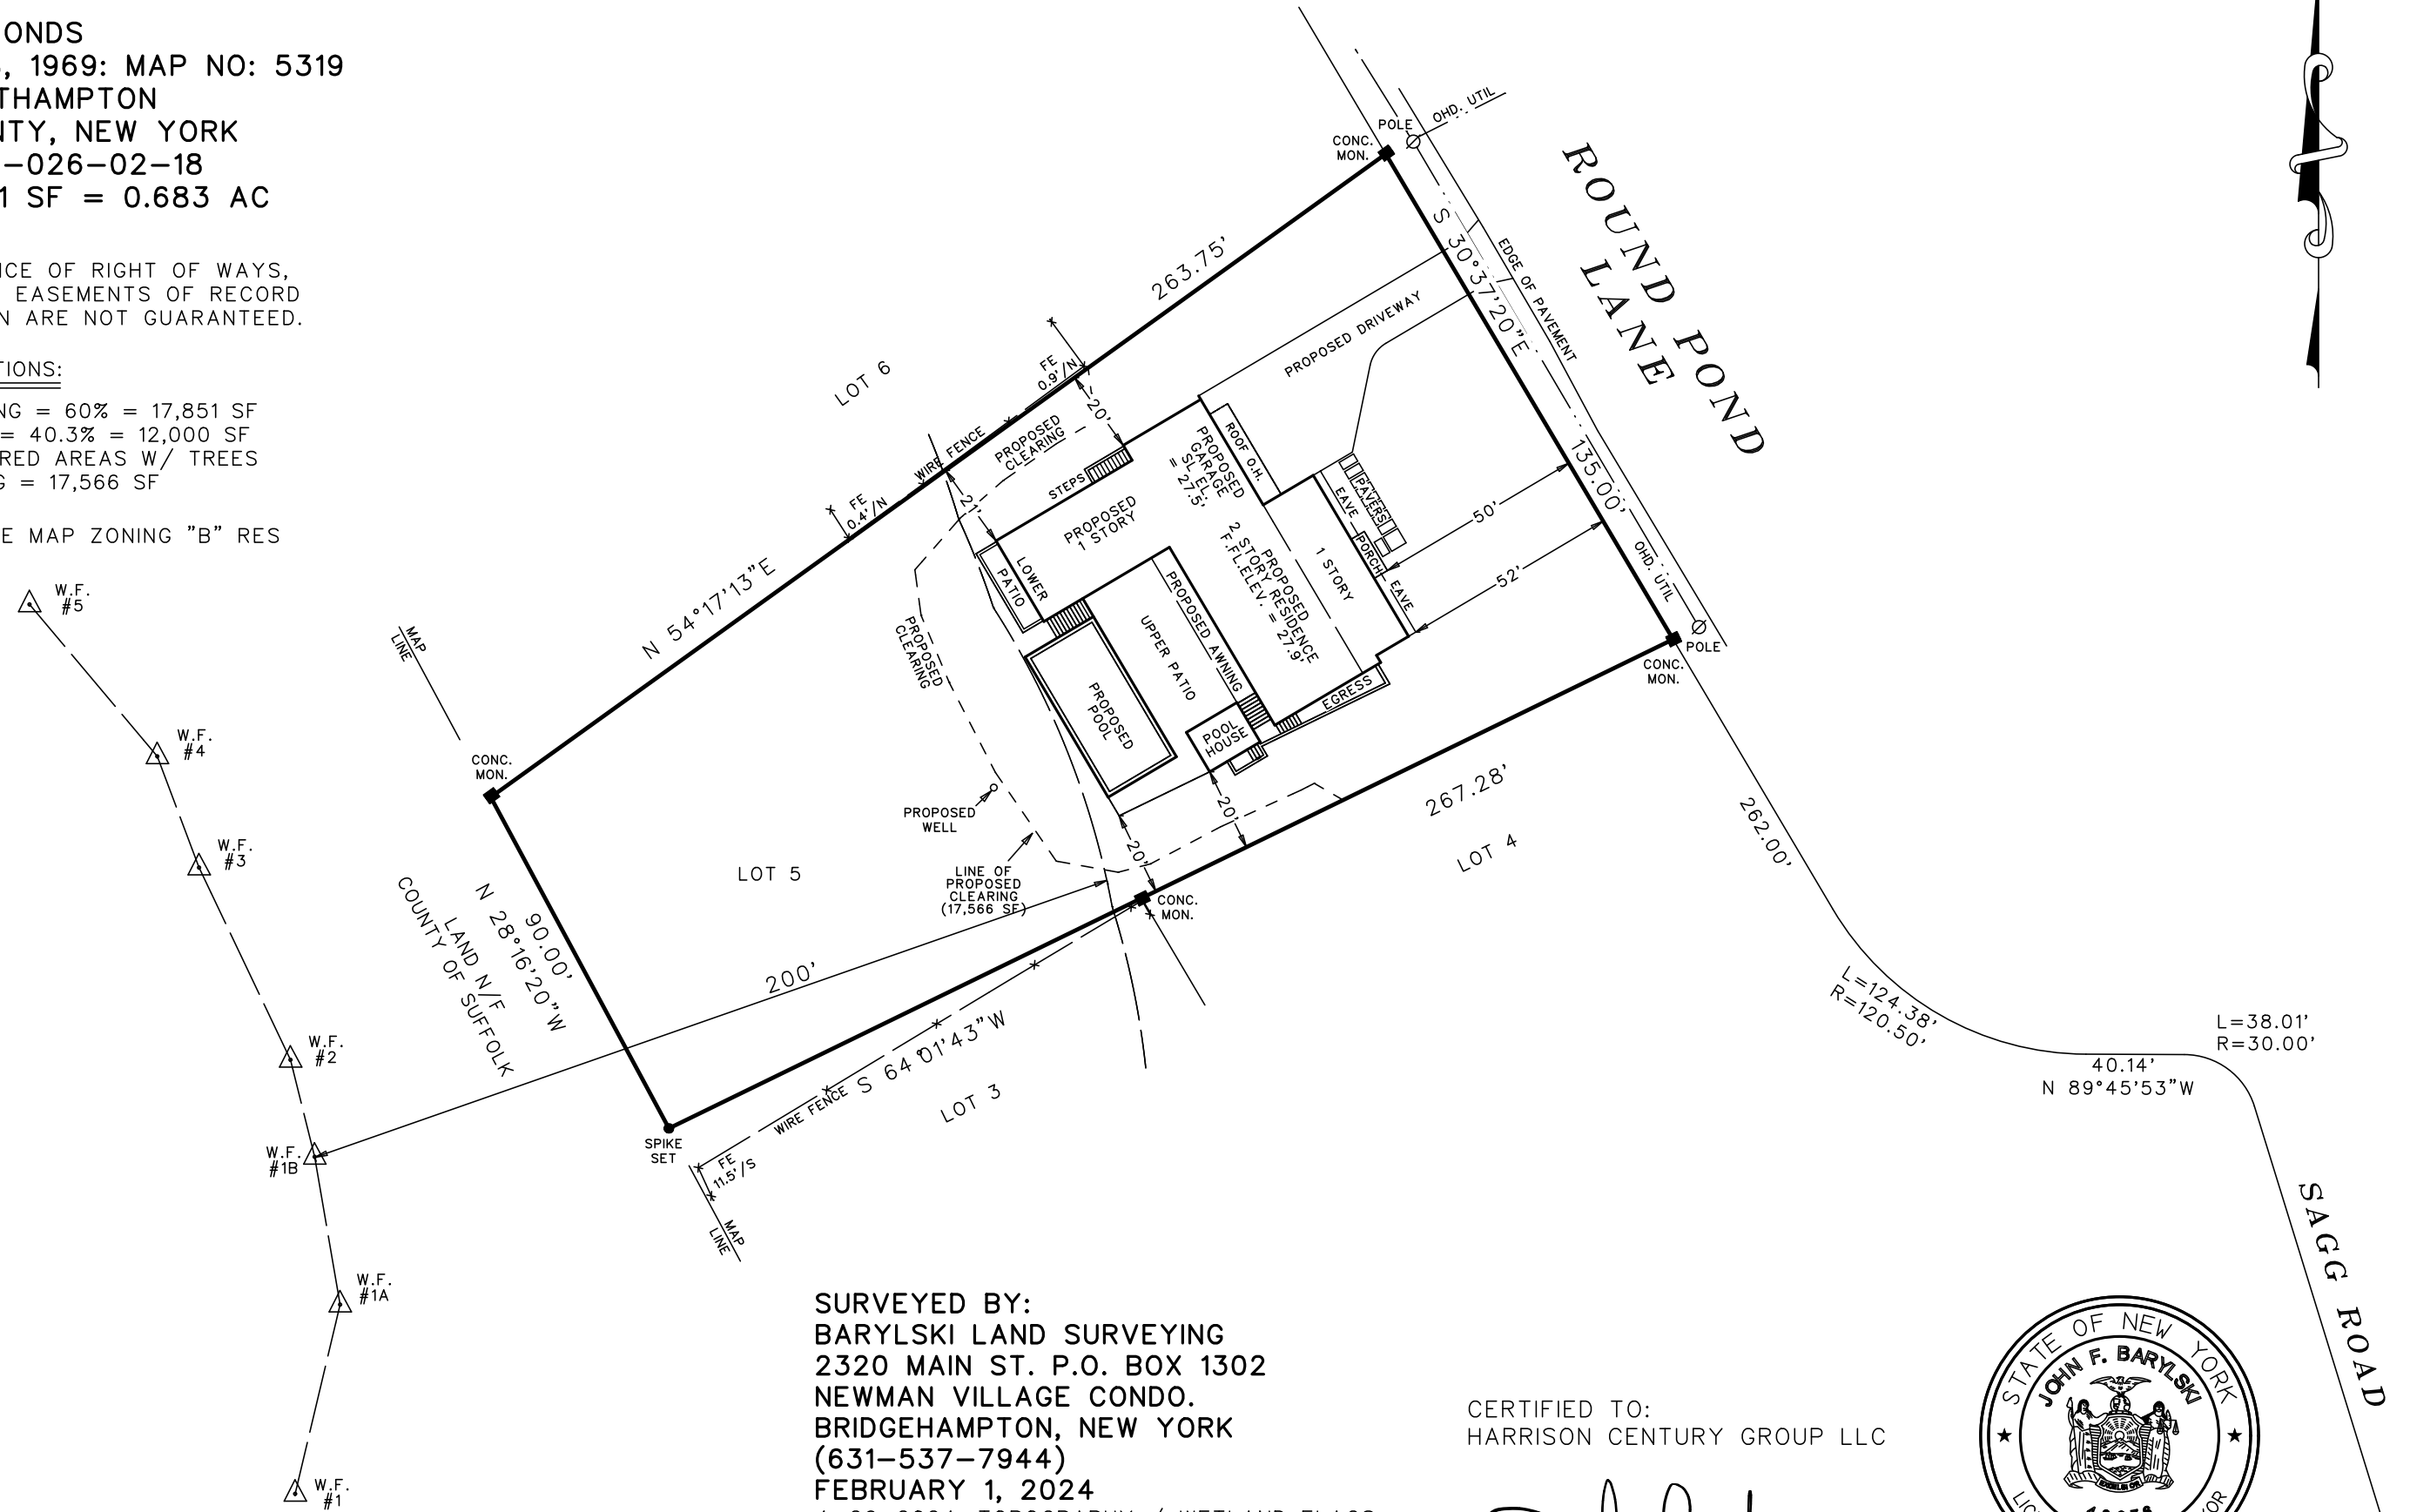 ONDS
, 1969: MAP NO: 5319
THAMPTON
NTY, NEW YORK
-026-02-18
1 SF = 0.683 AC
NCE OF RIGHT OF WAYS,
EASEMENTS OF RECORD
N ARE NOT GUARANTEED.
TIONS:
NG = 60% = 17,851 SF
= 40.3% = 12,000 SF
RED AREAS W/ TREES
G = 17,566 SF
E MAP ZONING "B" RES
W.F.
#5
W.F.
#4
W.F.
#3
W.F.
#2
W.F.
#1B
W.F.
#1A
W.F.
#1
MAP
LINE
CONC.
MON.
N 54°17'13"E
263.75'
LOT 6
FE
0.4'/N
WIRE FENCE
FE
0.9'/N
PROPOSED
CLEARING
20'
21'
CONC.
MON.
POLE
OHD. UTIL
ROUND POND
LANE
EDGE OF PAVEMENT
S 30°37'20"E
135.00'
OHD. UTIL
POLE
CONC.
MON.
PROPOSED DRIVEWAY
ROOF O.H.
PROPOSED
GARAGE
SL.EL.
= 27.5'
STEPS
PROPOSED
1 STORY
LOWER
PATIO
PROPOSED
2 STORY RESIDENCE
F.FL.ELEV. = 27.9'
1 STORY
EAVE
PAVERS
PORCH
EAVE
50'
52'
PROPOSED AWNING
UPPER PATIO
PROPOSED
POOL
POOL
HOUSE
EGRESS
PROPOSED
CLEARING
PROPOSED
WELL
LINE OF
PROPOSED
CLEARING
(17,566 SF)
20'
20'
LOT 5
267.28'
LOT 4
CONC.
MON.
200'
90.00'
N 28°16'20"W
LAND N/F
COUNTY OF SUFFOLK
S 64°01'43"W
WIRE FENCE
LOT 3
SPIKE
SET
FE
11.5'/S
MAP
LINE
262.00'
L=124.38'
R=120.50'
40.14'
N 89°45'53"W
L=38.01'
R=30.00'
SAGG ROAD
SURVEYED BY:
BARYLSKI LAND SURVEYING
2320 MAIN ST. P.O. BOX 1302
NEWMAN VILLAGE CONDO.
BRIDGEHAMPTON, NEW YORK
(631-537-7944)
FEBRUARY 1, 2024
CERTIFIED TO:
HARRISON CENTURY GROUP LLC
STATE OF NEW YORK
JOHN F. BARYLSKI